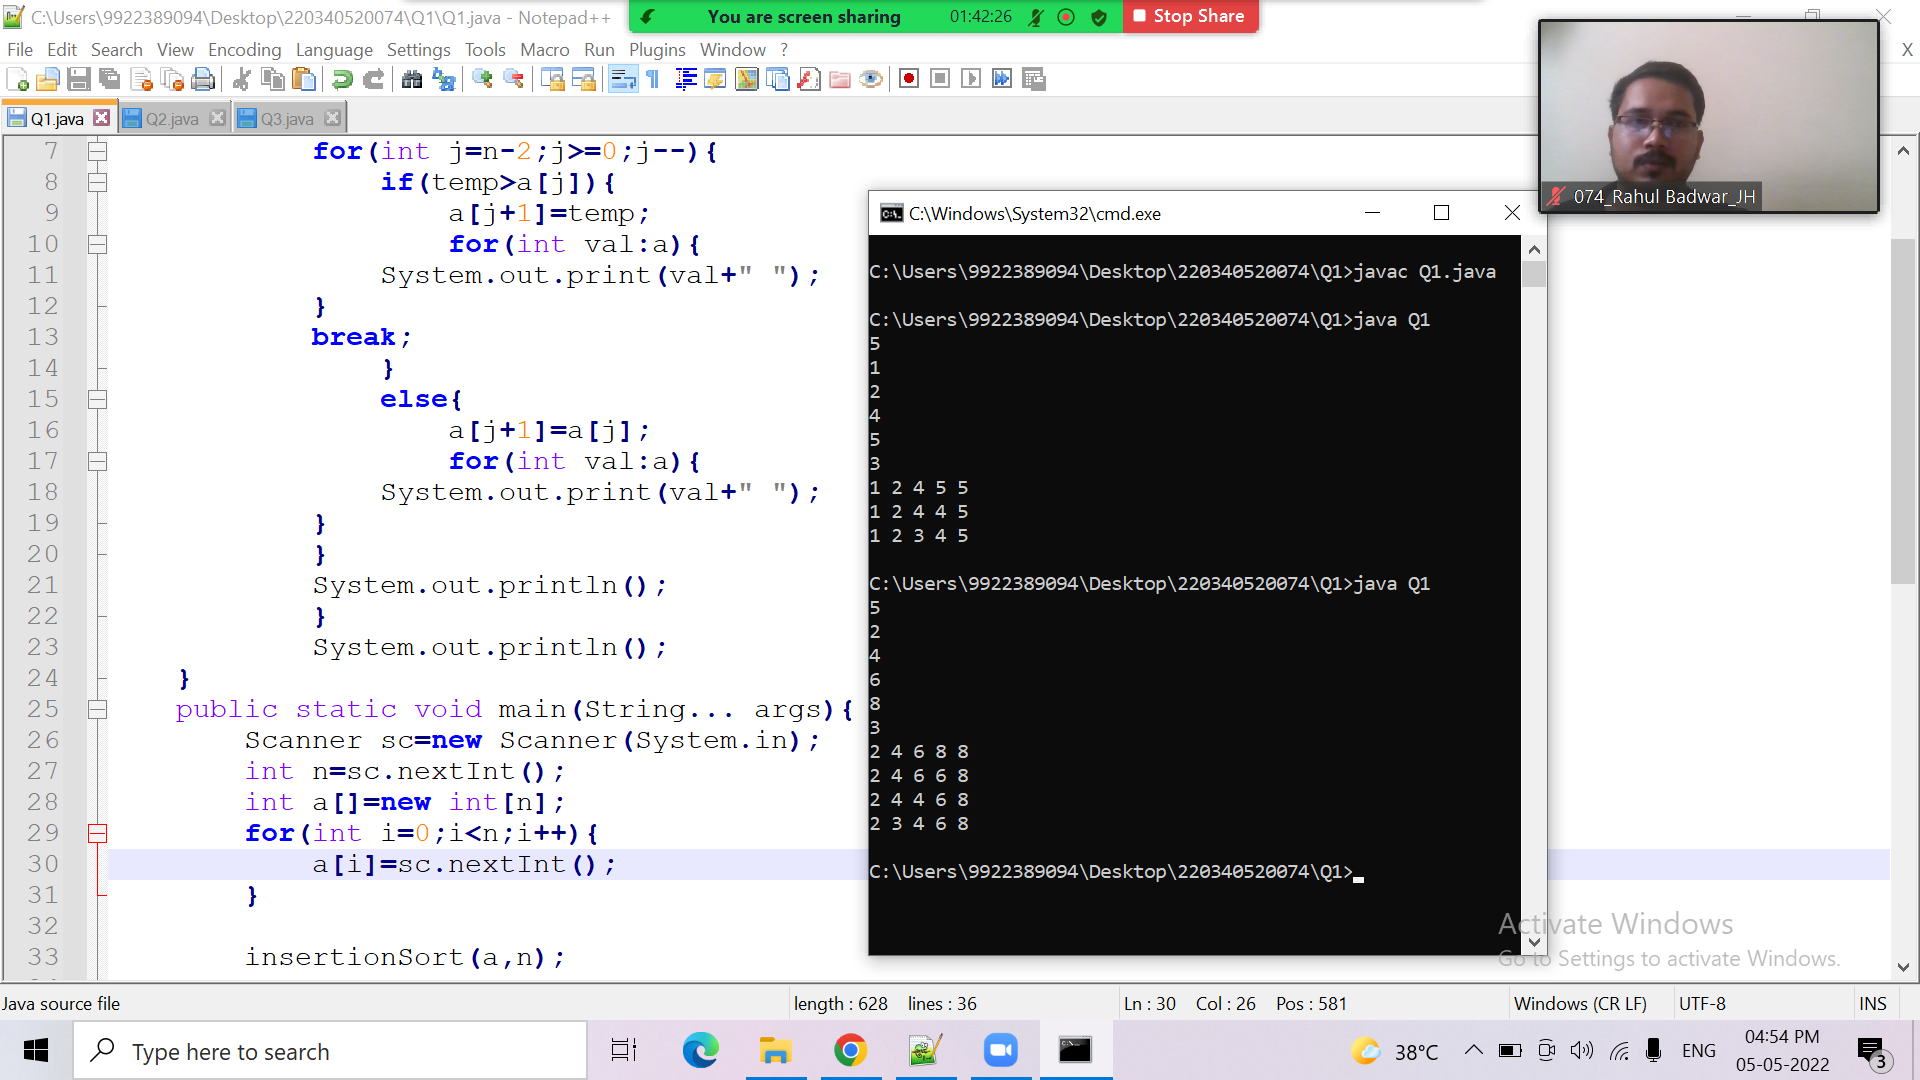 C:\Users\9922389094\Desktop\220340520074\Q1\Q1.java - Notepad++
You are screen sharing 01:42:26 Stop Share
File Edit Search View Encoding Language Settings Tools Macro Run Plugins Window ? X
Q1.java Q2.java Q3.java
074_Rahul Badwar_JH
7 for(int j=n-2;j>=0;j--){
8 if(temp>a[j]){
9 a[j+1]=temp;
10 for(int val:a){
11 System.out.print(val+" ");
12 }
13 break;
14 }
15 else{
16 a[j+1]=a[j];
17 for(int val:a){
18 System.out.print(val+" ");
19 }
20 }
21 System.out.println();
22 }
23 System.out.println();
24 }
25 public static void main(String... args){
26 Scanner sc=new Scanner(System.in);
27 int n=sc.nextInt();
28 int a[]=new int[n];
29 for(int i=0;i<n;i++){
30 a[i]=sc.nextInt();
31 }
32
33 insertionSort(a,n);
C:\Windows\System32\cmd.exe
C:\Users\9922389094\Desktop\220340520074\Q1>javac Q1.java
C:\Users\9922389094\Desktop\220340520074\Q1>java Q1
5
1
2
4
5
3
1 2 4 5 5
1 2 4 4 5
1 2 3 4 5
C:\Users\9922389094\Desktop\220340520074\Q1>java Q1
5
2
4
6
8
3
2 4 6 8 8
2 4 6 6 8
2 4 4 6 8
2 3 4 6 8
C:\Users\9922389094\Desktop\220340520074\Q1>
Activate Windows
Go to Settings to activate Windows.
Java source file length : 628 lines : 36 Ln : 30 Col : 26 Pos : 581 Windows (CR LF) UTF-8 INS
Type here to search 38°C ENG 04:54 PM
05-05-2022 3